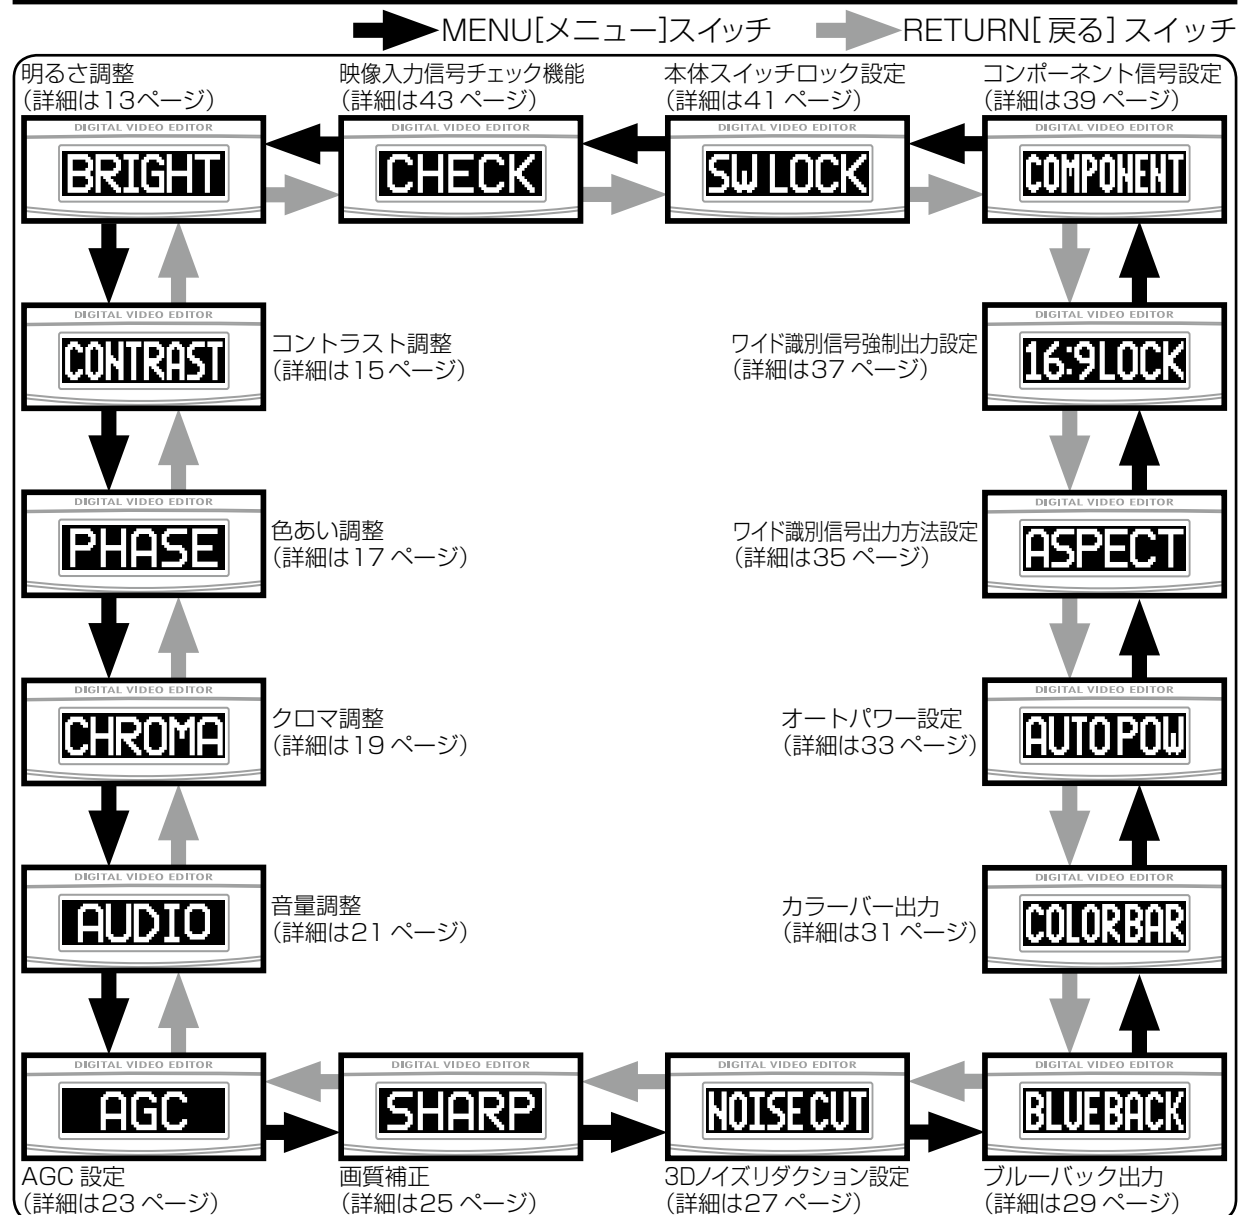 MENU[メニュー]スイッチ
RETURN[ 戻る] スイッチ
明るさ調整
(詳細は13ページ)
DIGITAL VIDEO EDITOR
BRIGHT
映像入力信号チェック機能
(詳細は43 ページ)
DIGITAL VIDEO EDITOR
CHECK
本体スイッチロック設定
(詳細は41 ページ)
DIGITAL VIDEO EDITOR
SW LOCK
コンポーネント信号設定
(詳細は39 ページ)
DIGITAL VIDEO EDITOR
COMPONENT
DIGITAL VIDEO EDITOR
CONTRAST
コントラスト調整
(詳細は15 ページ)
ワイド識別信号強制出力設定
(詳細は37 ページ)
DIGITAL VIDEO EDITOR
16:9LOCK
DIGITAL VIDEO EDITOR
PHASE
色あい調整
(詳細は17 ページ)
ワイド識別信号出力方法設定
(詳細は35 ページ)
DIGITAL VIDEO EDITOR
ASPECT
DIGITAL VIDEO EDITOR
CHROMA
クロマ調整
(詳細は19 ページ)
オートパワー設定
(詳細は33 ページ)
DIGITAL VIDEO EDITOR
AUTO POW
DIGITAL VIDEO EDITOR
AUDIO
音量調整
(詳細は21 ページ)
カラーバー出力
(詳細は31 ページ)
DIGITAL VIDEO EDITOR
COLORBAR
DIGITAL VIDEO EDITOR
AGC
AGC 設定
(詳細は23 ページ)
DIGITAL VIDEO EDITOR
SHARP
画質補正
(詳細は25 ページ)
DIGITAL VIDEO EDITOR
NOISE CUT
3Dノイズリダクション設定
(詳細は27 ページ)
DIGITAL VIDEO EDITOR
BLUEBACK
ブルーバック出力
(詳細は29 ページ)